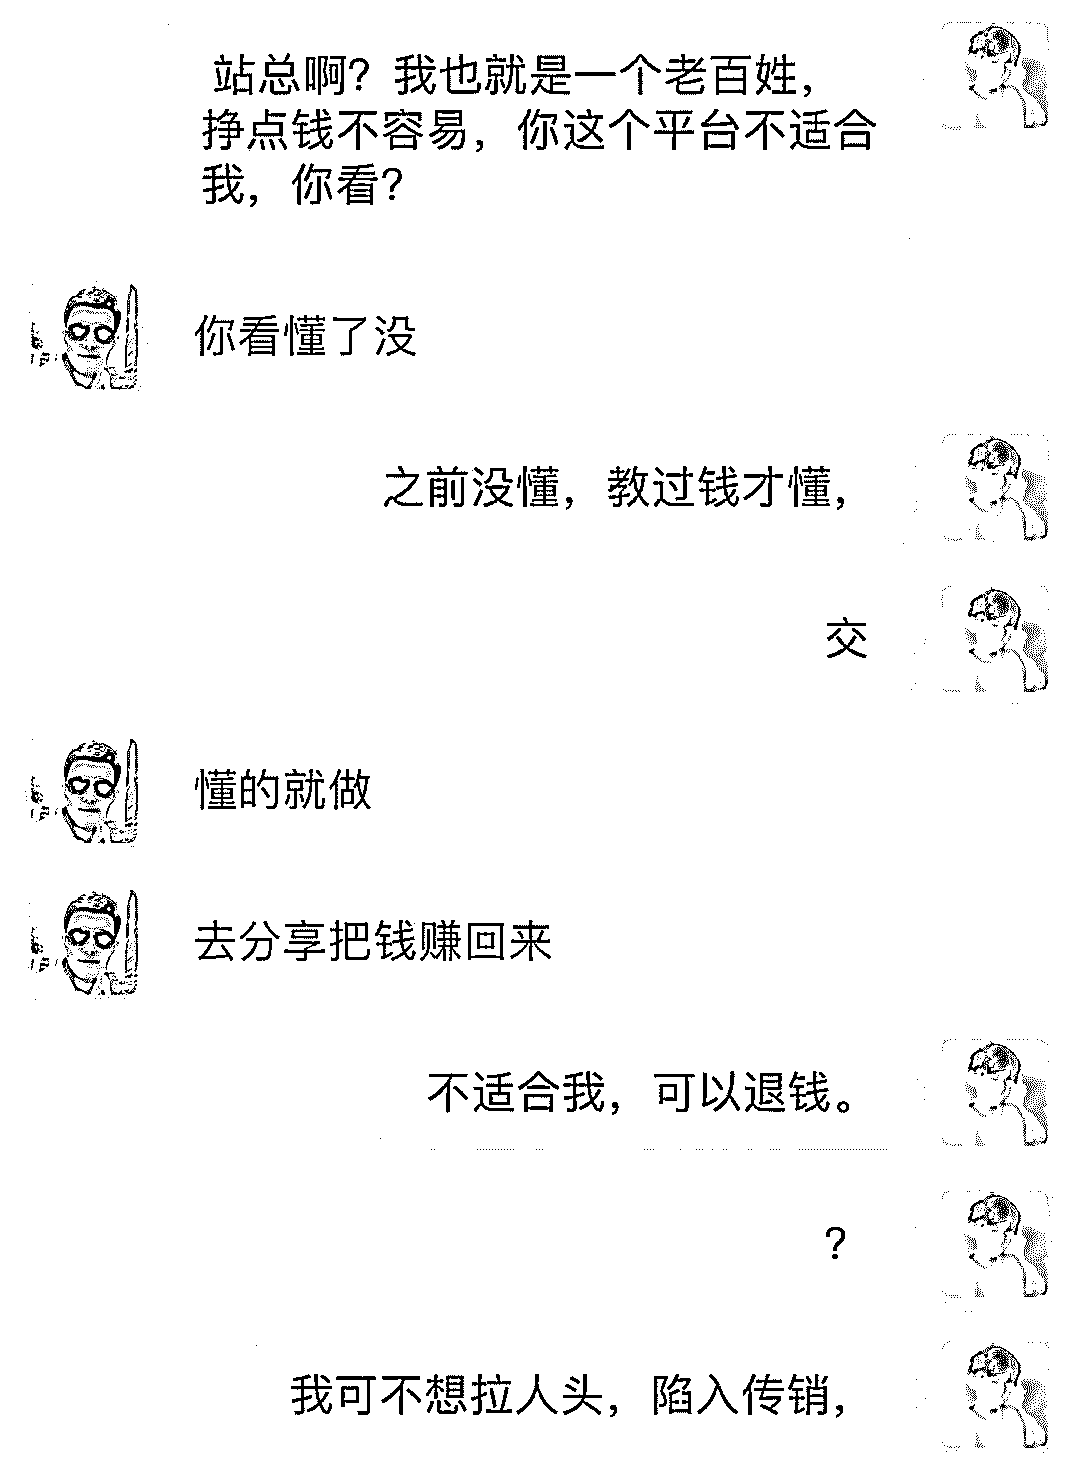 站总啊？我也就是一个老百姓，
挣点钱不容易，你这个平台不适合
我，你看？
你看懂了没
之前没懂，教过钱才懂，
交
懂的就做
去分享把钱赚回来
不适合我，可以退钱。
？
我可不想拉人头，陷入传销，